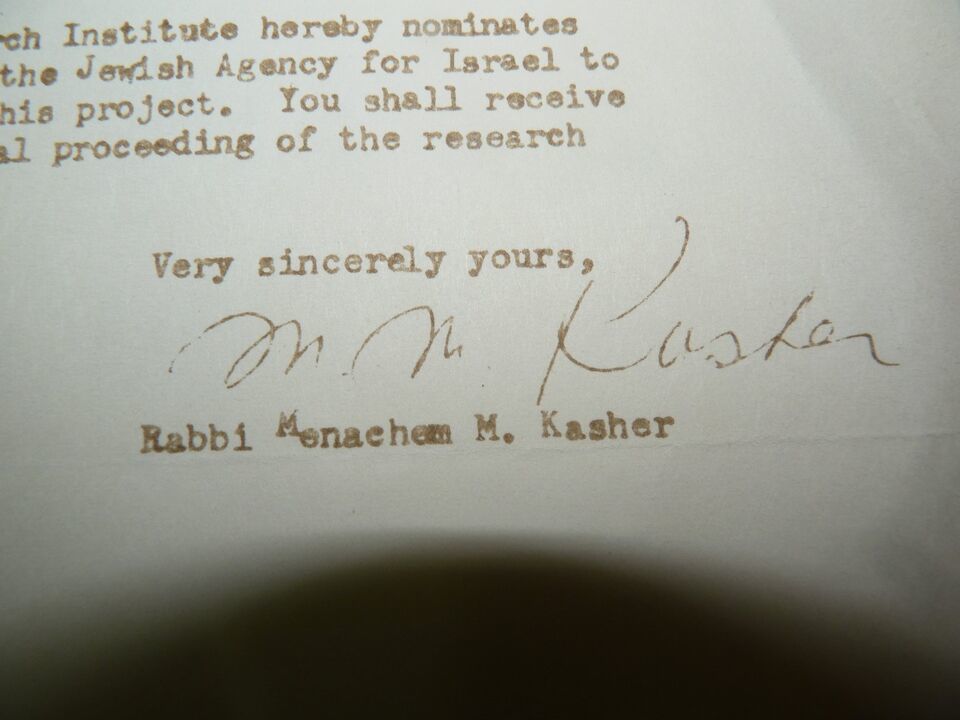 rch Institute hereby nominates
the Jewish Agency for Israel to
his project. You shall receive
al proceeding of the research
Very sincerely yours,
M. M. Kasher
Rabbi Menachem M. Kasher